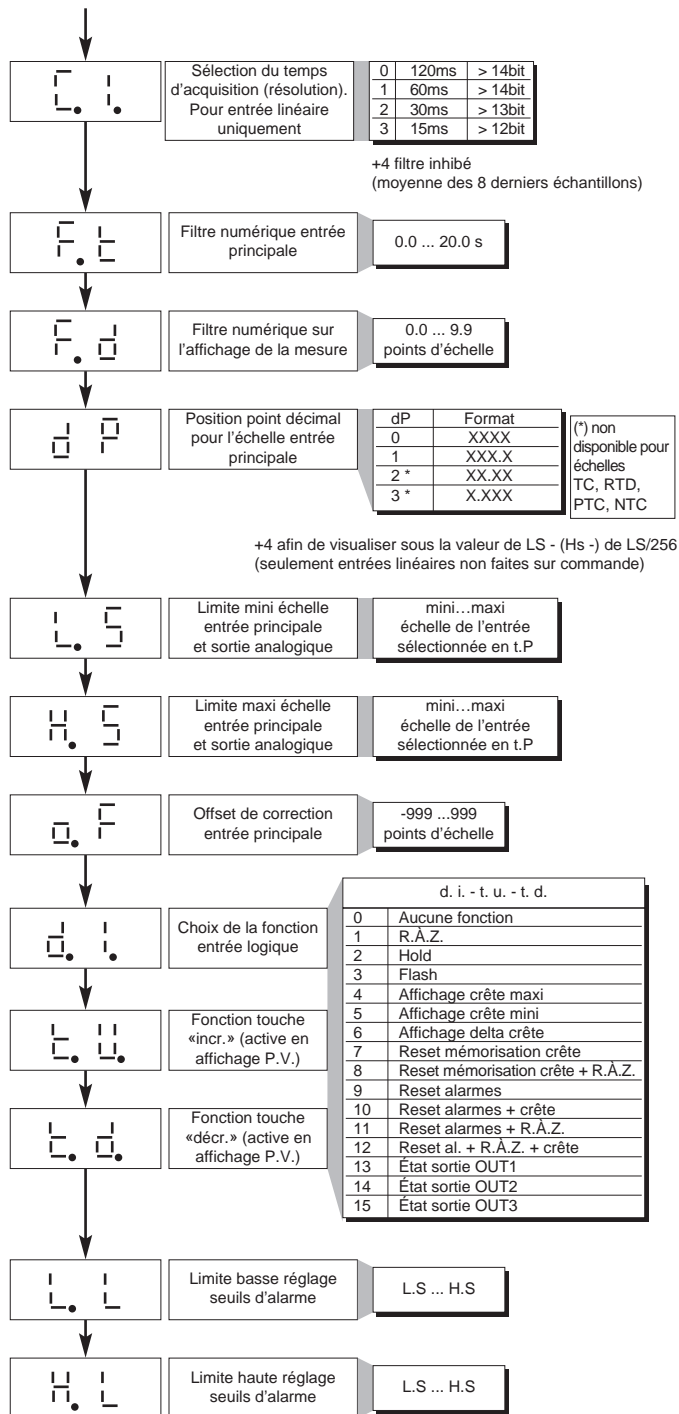 C. I.
Sélection du temps
d'acquisition (résolution).
Pour entrée linéaire
uniquement
0 120ms > 14bit
1 60ms > 14bit
2 30ms > 13bit
3 15ms > 12bit
+4 filtre inhibé
(moyenne des 8 derniers échantillons)
F. t
Filtre numérique entrée
principale
0.0 ... 20.0 s
F. d
Filtre numérique sur
l'affichage de la mesure
0.0 ... 9.9
points d'échelle
d P
Position point décimal
pour l'échelle entrée
principale
dP Format
0 XXXX
1 XXX.X
2 * XX.XX
3 * X.XXX
(*) non
disponible pour
échelles
TC, RTD,
PTC, NTC
+4 afin de visualiser sous la valeur de LS - (Hs -) de LS/256
(seulement entrées linéaires non faites sur commande)
L. S
Limite mini échelle
entrée principale
et sortie analogique
mini…maxi
échelle de l'entrée
sélectionnée en t.P
H. S
Limite maxi échelle
entrée principale
et sortie analogique
mini…maxi
échelle de l'entrée
sélectionnée en t.P
o. F
Offset de correction
entrée principale
-999 ...999
points d'échelle
d. I.
Choix de la fonction
entrée logique
t. U.
Fonction touche
«incr.» (active en
affichage P.V.)
t. d.
Fonction touche
«décr.» (active en
affichage P.V.)
d. i. - t. u. - t. d.
0 Aucune fonction
1 R.À.Z.
2 Hold
3 Flash
4 Affichage crête maxi
5 Affichage crête mini
6 Affichage delta crête
7 Reset mémorisation crête
8 Reset mémorisation crête + R.À.Z.
9 Reset alarmes
10 Reset alarmes + crête
11 Reset alarmes + R.À.Z.
12 Reset al. + R.À.Z. + crête
13 État sortie OUT1
14 État sortie OUT2
15 État sortie OUT3
L. L
Limite basse réglage
seuils d'alarme
L.S ... H.S
H. L
Limite haute réglage
seuils d'alarme
L.S ... H.S